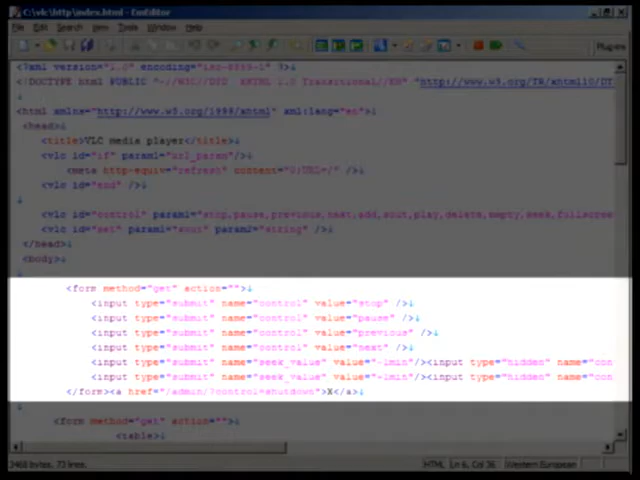 C:\vlc\http\index.html - EmEditor
File Edit Search View Tools Window Help
Plug-ins
<?xml version="1.0" encoding="iso-8859-1" ?>↓
<!DOCTYPE html PUBLIC "-//W3C//DTD XHTML 1.0 Transitional//EN" "http://www.w3.org/TR/xhtml10/DT
↓
<html xmlns="http://www.w3.org/1999/xhtml" xml:lang="en">↓
<head>↓
<title>VLC media player</title>↓
<vlc id="if" param1="url_param"/>↓
<meta http-equiv="refresh" content="0;URL=/" />↓
<vlc id="end" />↓
↓
<vlc id="control" param1="stop,pause,previous,next,add,sout,play,delete,empty,seek,fullscreen
<vlc id="set" param1="sout" param2="string" />↓
</head>↓
<body>↓
<form method="get" action="">↓
<input type="submit" name="control" value="stop" />↓
<input type="submit" name="control" value="pause" />↓
<input type="submit" name="control" value="previous" />↓
<input type="submit" name="control" value="next" />↓
<input type="submit" name="seek_value" value="-1min"/><input type="hidden" name="con
<input type="submit" name="seek_value" value="-1min"/><input type="hidden" name="con
</form><a href="/admin/?control=shutdown">X</a>↓
↓
<form method="get" action="">↓
<table>↓
2468 bytes, 73 lines.
HTML Ln 6, Col 36 Western European